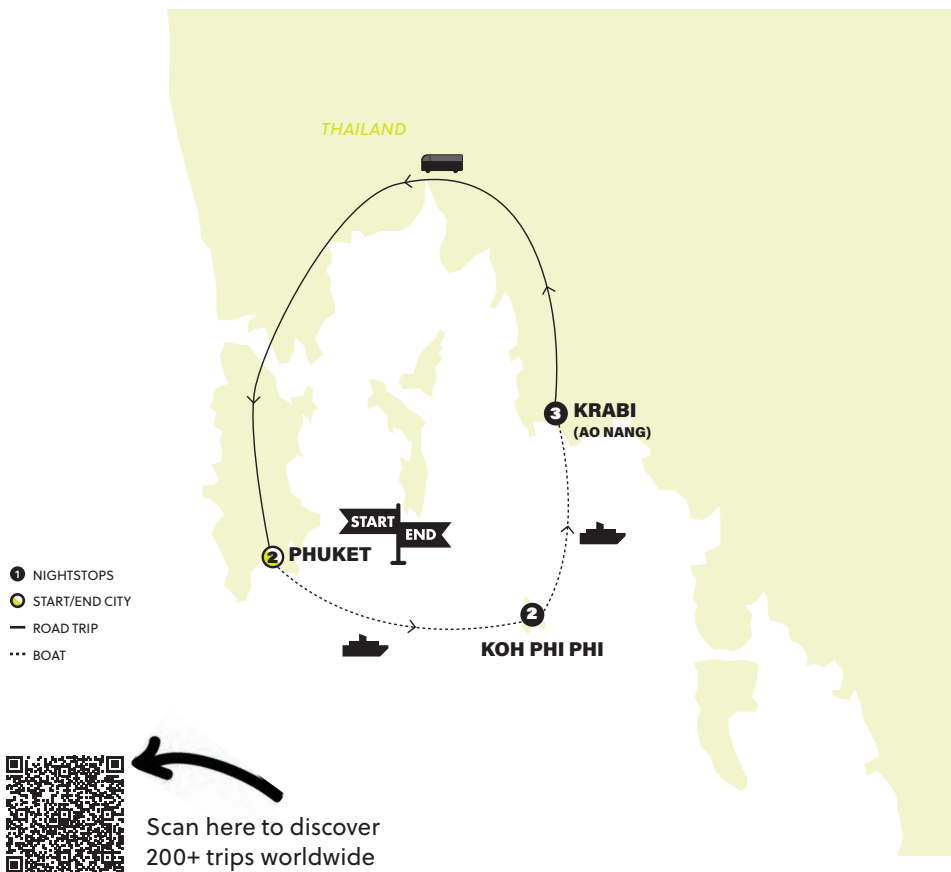 THAILAND
3
KRABI
(AO NANG)
START
END
2
PHUKET
2
KOH PHI PHI
1 NIGHTSTOPS
START/END CITY
ROAD TRIP
BOAT
Scan here to discover
200+ trips worldwide